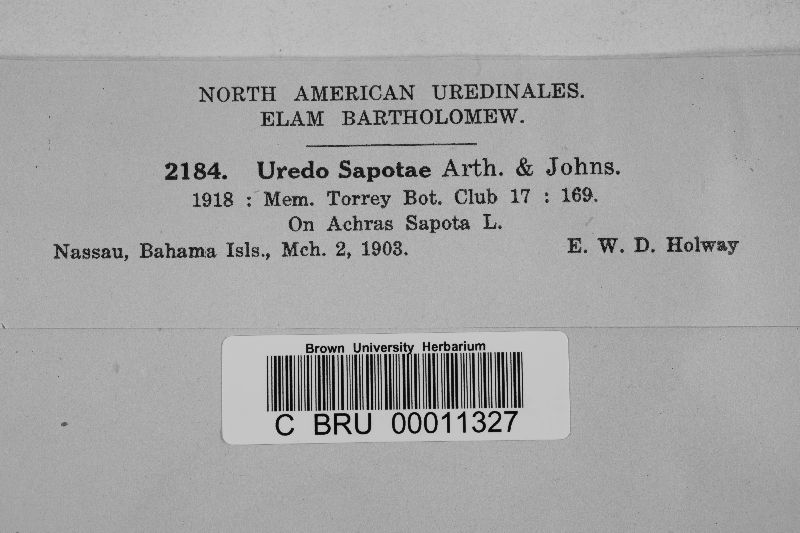 NORTH AMERICAN UREDINALES.
ELAM BARTHOLOMEW.
2184. Uredo Sapotae Arth. & Johns.
1918 : Mem. Torrey Bot. Club 17 : 169.
On Achras Sapota L.
Nassau, Bahama Isls., Mch. 2, 1903. E. W. D. Holway
Brown University Herbarium
C BRU 00011327